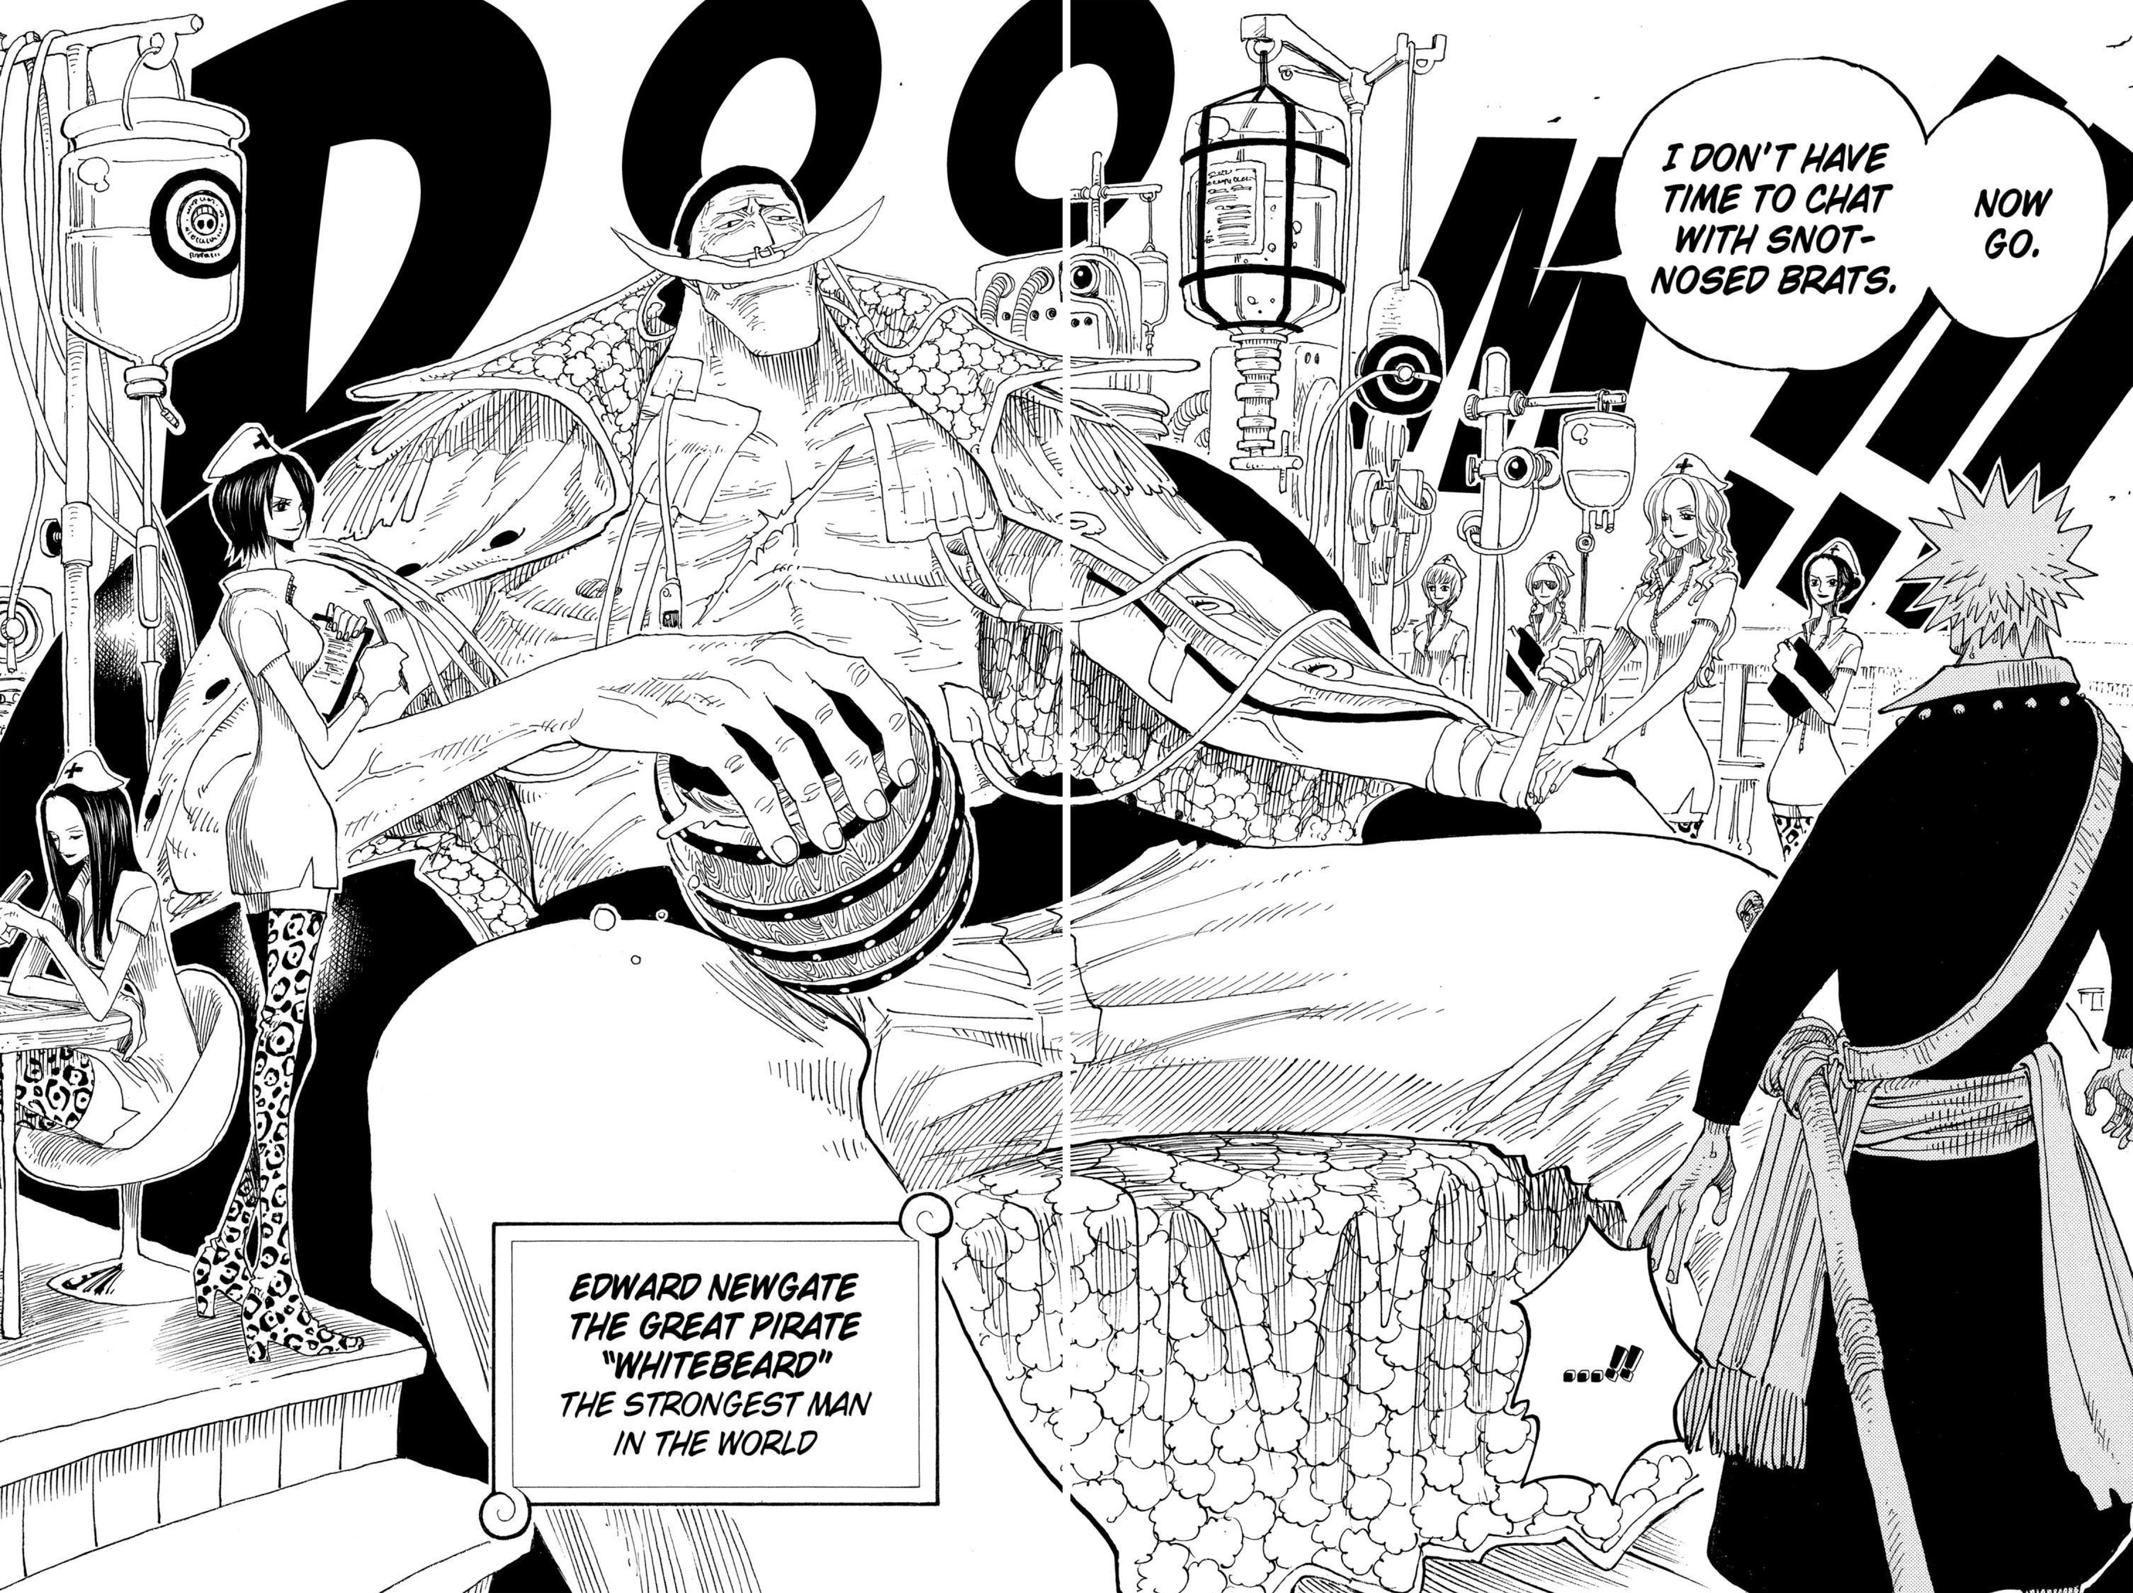 DOOM!!!
NOW
GO.
I DON'T HAVE
TIME TO CHAT
WITH SNOT-
NOSED BRATS.
...!!
EDWARD NEWGATE
THE GREAT PIRATE
"WHITEBEARD"
THE STRONGEST MAN
IN THE WORLD